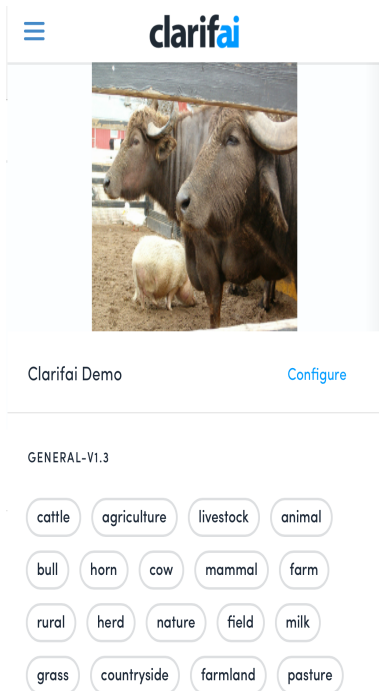 clarifai
Clarifai Demo Configure
GENERAL-V1.3
cattle agriculture livestock animal
bull horn cow mammal farm
rural herd nature field milk
grass countryside farmland pasture